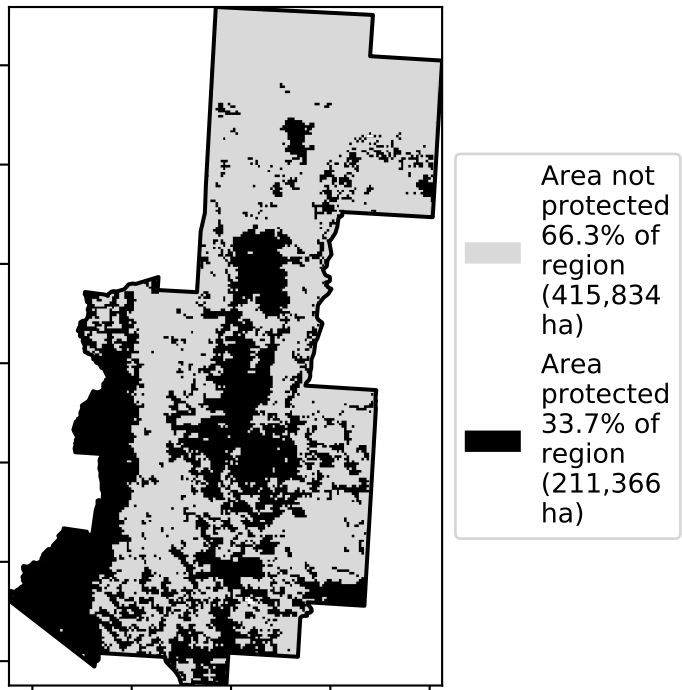 Area not
protected
66.3% of
region
(415,834
ha)
Area
protected
33.7% of
region
(211,366
ha)